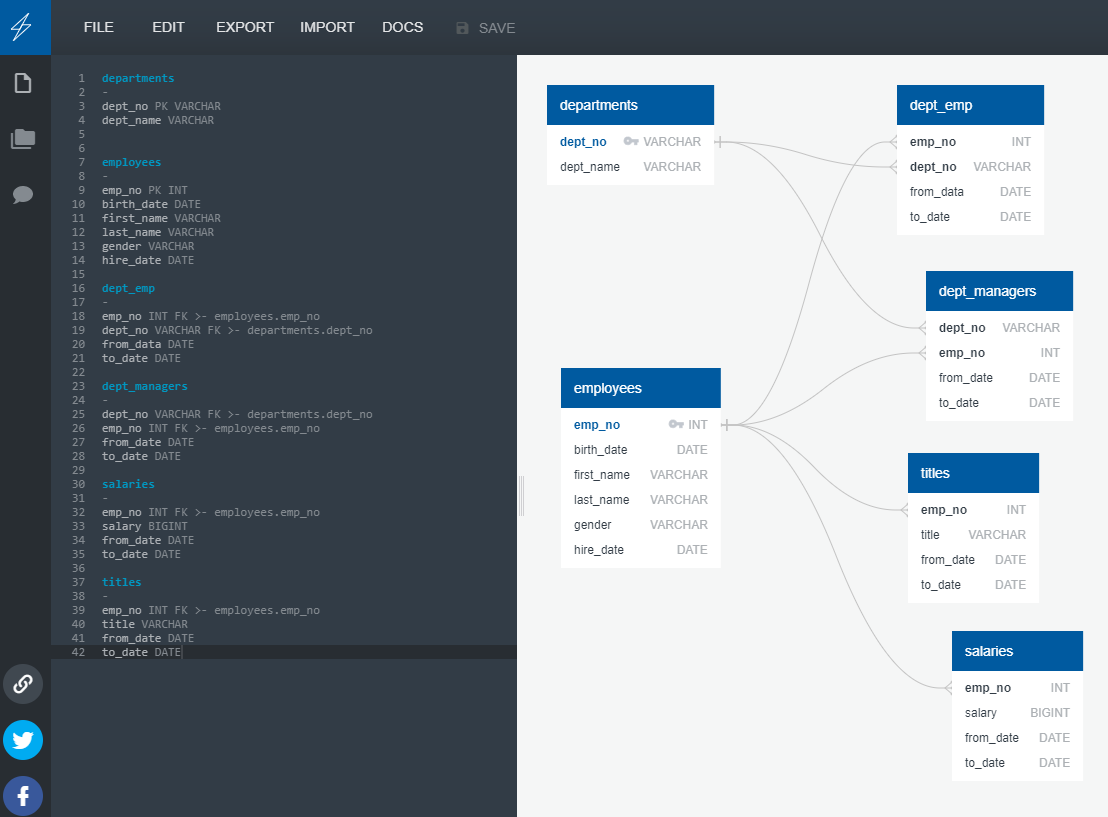 FILE EDIT EXPORT IMPORT DOCS SAVE
1 departments
2 -
3 dept_no PK VARCHAR
4 dept_name VARCHAR
5
6
7 employees
8 -
9 emp_no PK INT
10 birth_date DATE
11 first_name VARCHAR
12 last_name VARCHAR
13 gender VARCHAR
14 hire_date DATE
15
16 dept_emp
17 -
18 emp_no INT FK >- employees.emp_no
19 dept_no VARCHAR FK >- departments.dept_no
20 from_data DATE
21 to_date DATE
22
23 dept_managers
24 -
25 dept_no VARCHAR FK >- departments.dept_no
26 emp_no INT FK >- employees.emp_no
27 from_date DATE
28 to_date DATE
29
30 salaries
31 -
32 emp_no INT FK >- employees.emp_no
33 salary BIGINT
34 from_date DATE
35 to_date DATE
36
37 titles
38 -
39 emp_no INT FK >- employees.emp_no
40 title VARCHAR
41 from_date DATE
42 to_date DATE
departments
dept_no VARCHAR
dept_name VARCHAR
dept_emp
emp_no INT
dept_no VARCHAR
from_data DATE
to_date DATE
dept_managers
dept_no VARCHAR
emp_no INT
from_date DATE
to_date DATE
employees
emp_no INT
birth_date DATE
first_name VARCHAR
last_name VARCHAR
gender VARCHAR
hire_date DATE
titles
emp_no INT
title VARCHAR
from_date DATE
to_date DATE
salaries
emp_no INT
salary BIGINT
from_date DATE
to_date DATE